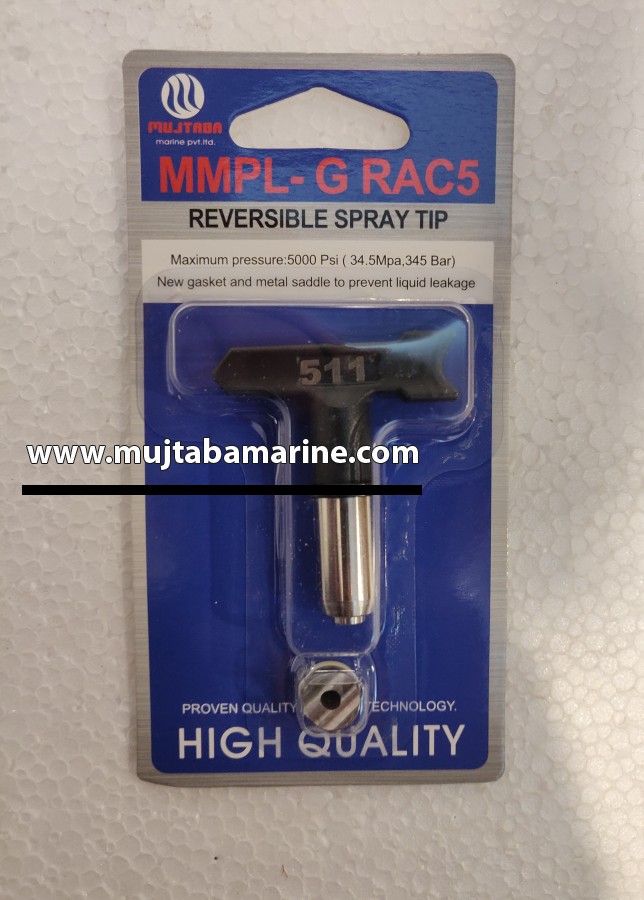 MUJTABA
marine pvt.ltd.
MMPL- G RAC5
REVERSIBLE SPRAY TIP
Maximum pressure:5000 Psi ( 34.5Mpa,345 Bar)
New gasket and metal saddle to prevent liquid leakage
511
www.mujtabamarine.com
PROVEN QUALITY TECHNOLOGY.
HIGH QUALITY